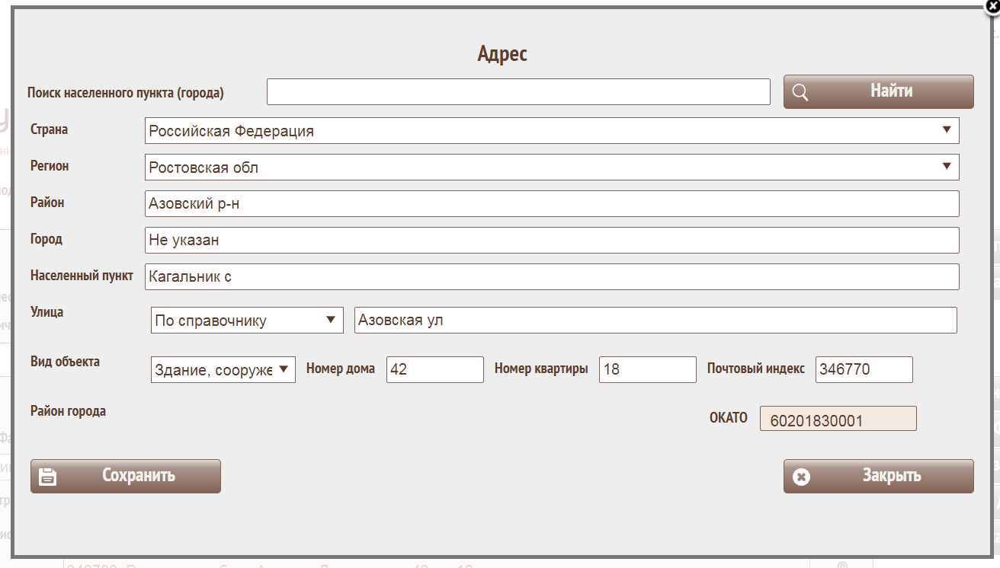 Адрес
Поиск населенного пункта (города) Найти
Страна Российская Федерация
Регион Ростовская обл
Район Азовский р-н
Город Не указан
Населенный пункт Кагальник с
Улица По справочнику Азовская ул
Вид объекта Здание, сооруже Номер дома 42 Номер квартиры 18 Почтовый индекс 346770
Район города ОКАТО 60201830001
Сохранить Закрыть